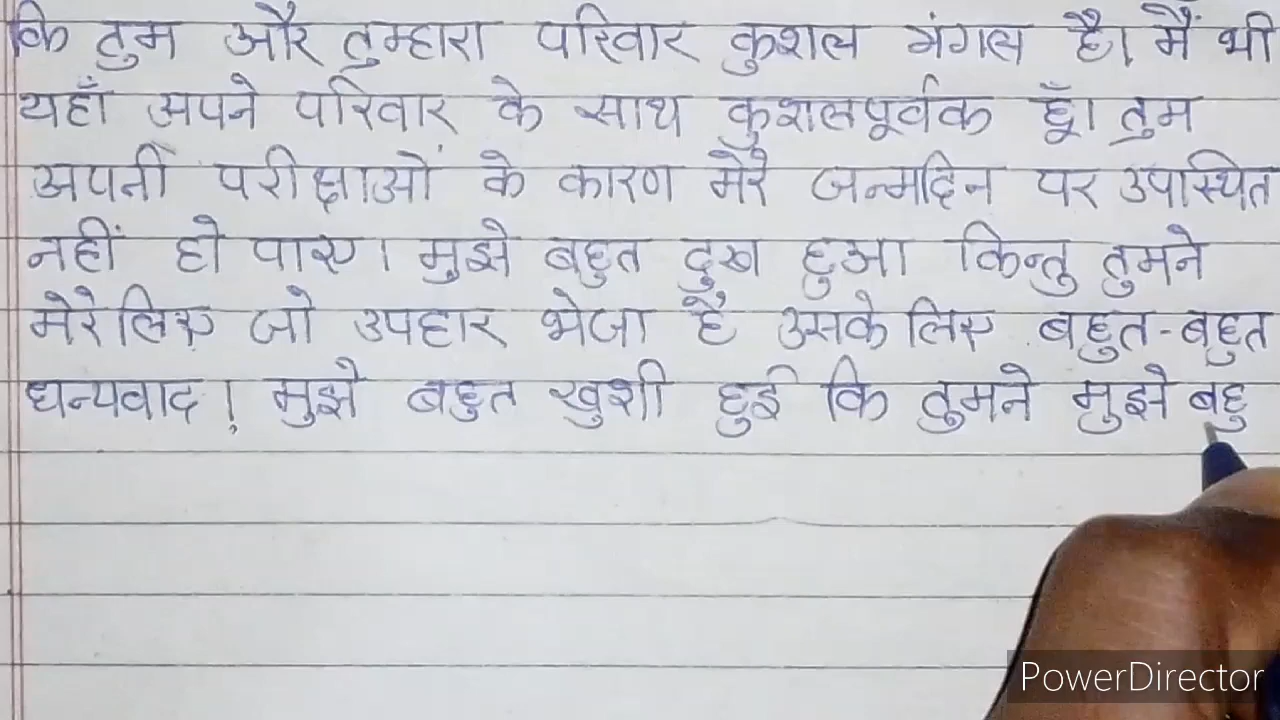 कि तुम और तुम्हारा परिवार कुशल मंगल है। मैं भी
यहाँ अपने परिवार के साथ कुशलपूर्वक हूँ। तुम
अपनी परीक्षाओं के कारण मेरे जन्मदिन पर उपस्थित
नहीं हो पाए। मुझे बहुत दुख हुआ किन्तु तुमने
मेरे लिए जो उपहार भेजा है उसके लिए बहुत-बहुत
धन्यवाद! मुझे बहुत खुशी हुई कि तुमने मुझे बहु
PowerDirector